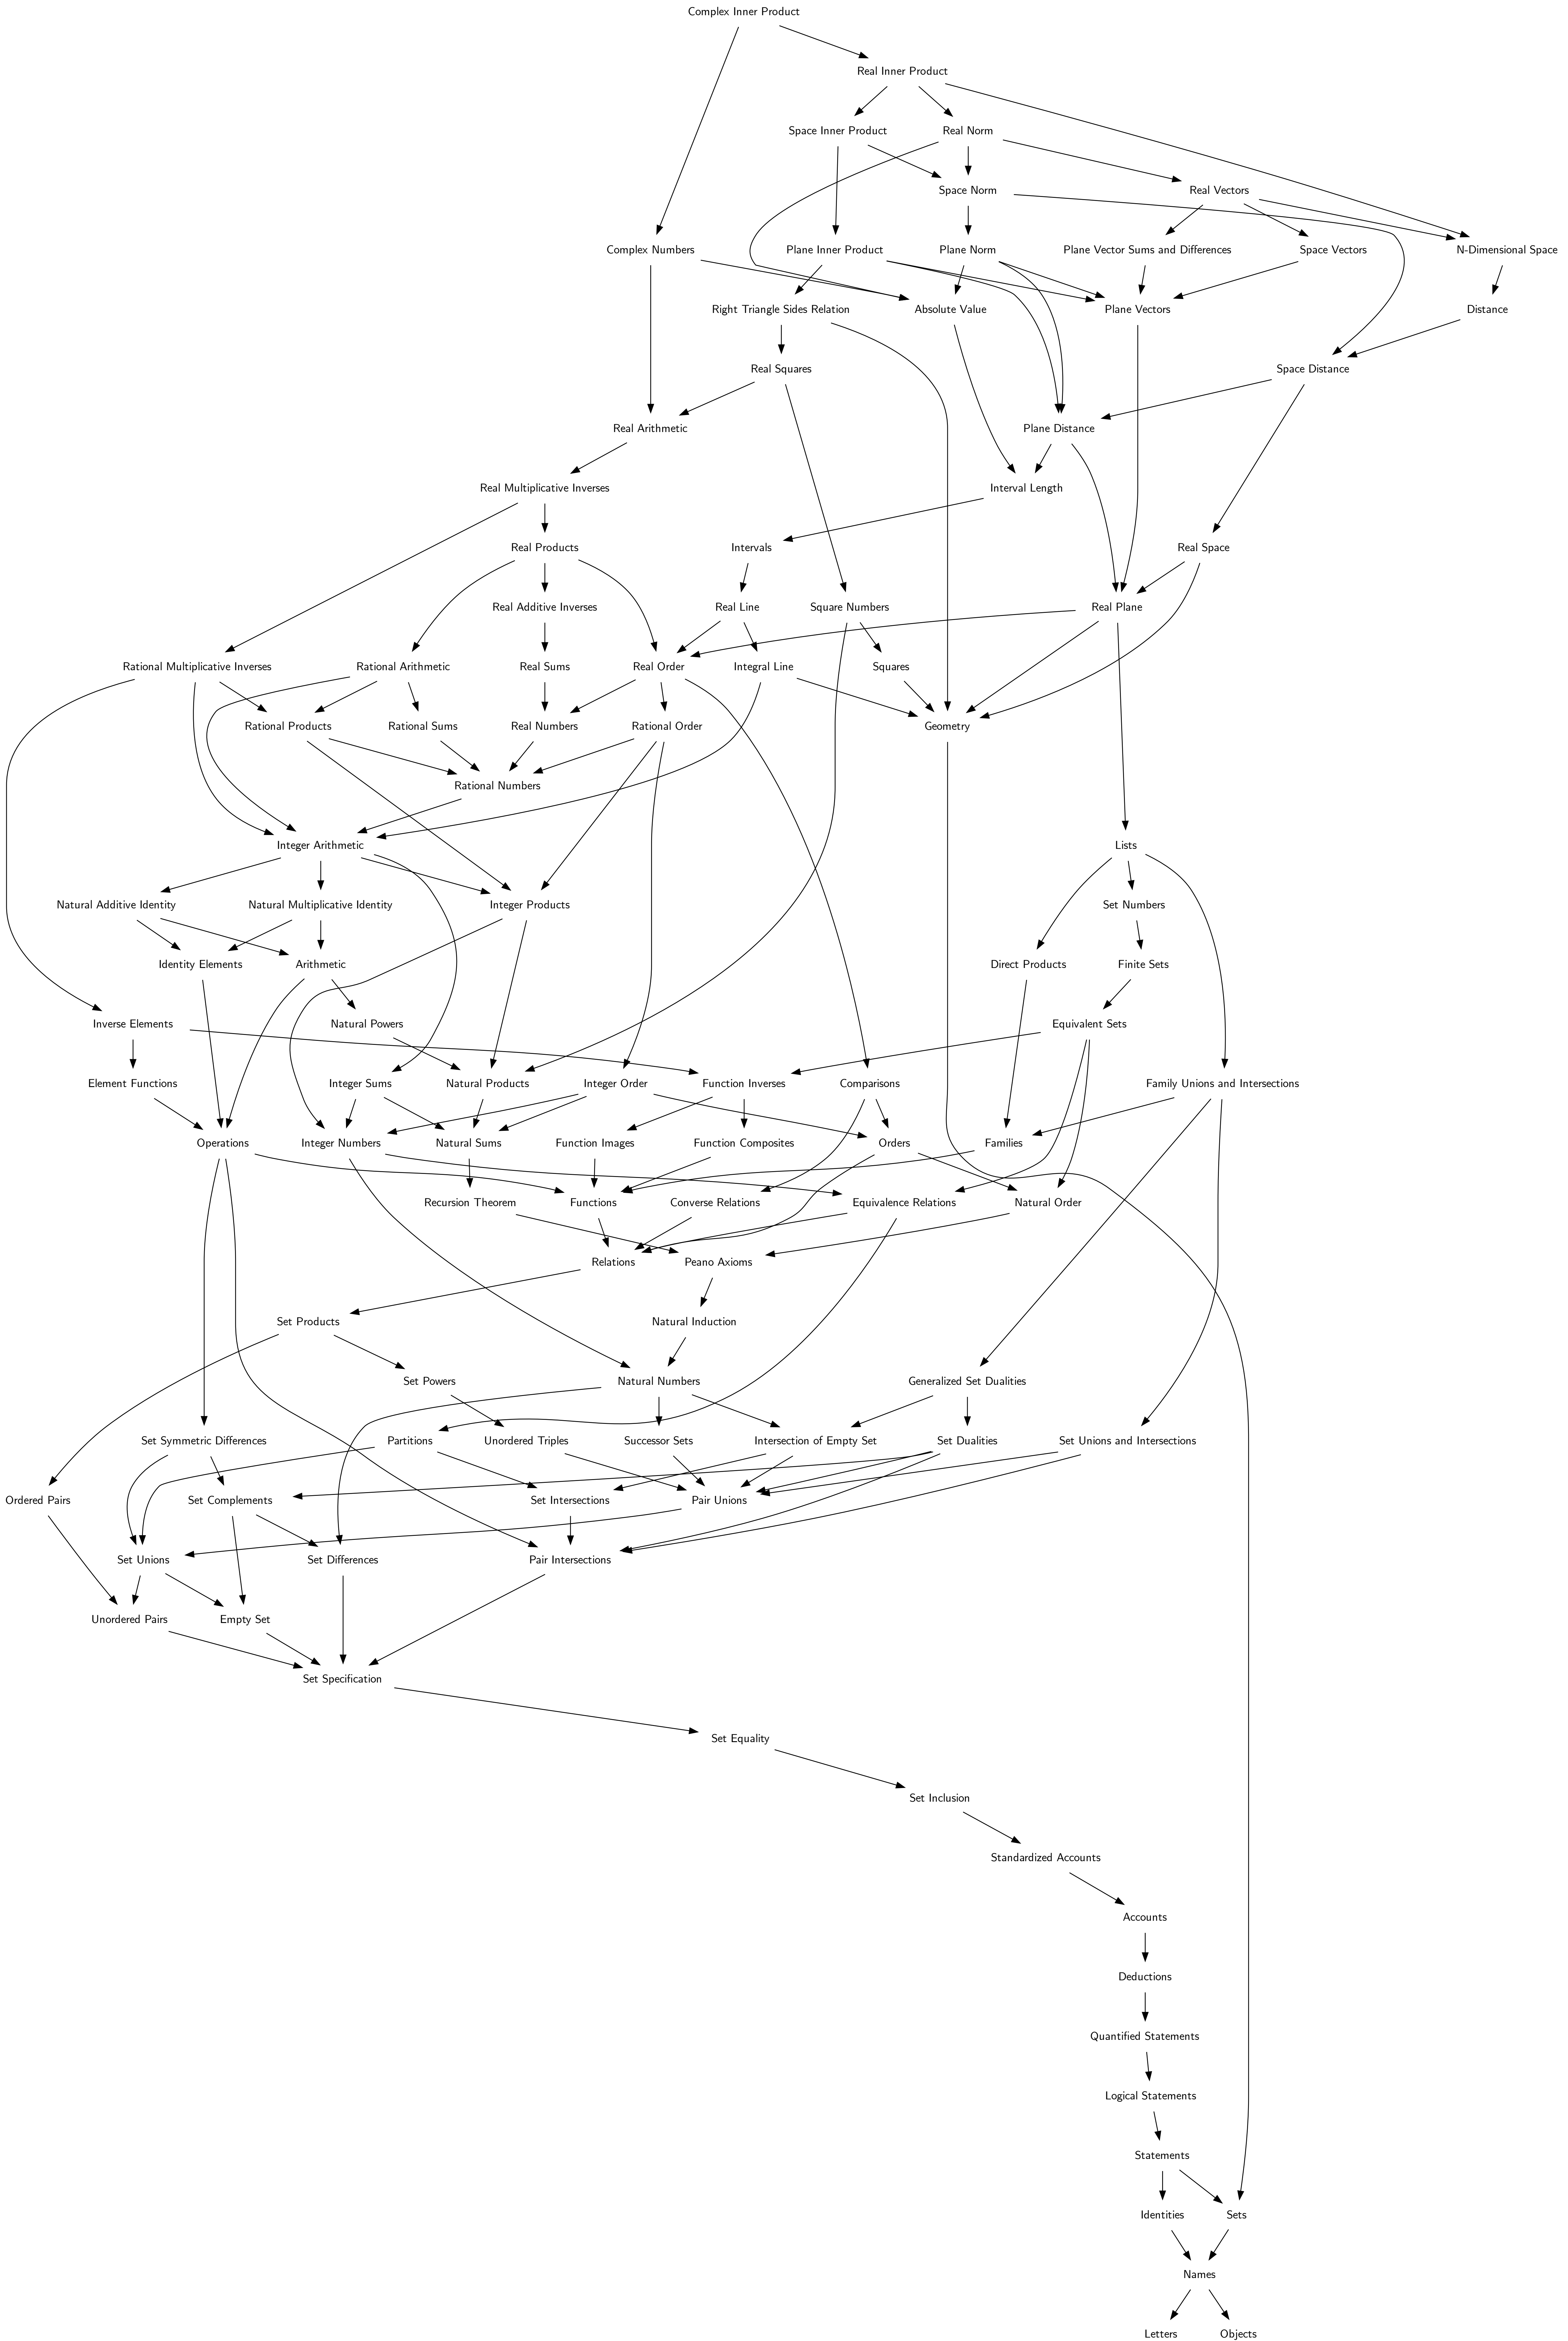 Complex Inner Product
Real Inner Product
Space Inner Product
Real Norm
Space Norm
Real Vectors
Complex Numbers
Plane Inner Product
Plane Norm
Plane Vector Sums and Differences
Space Vectors
N-Dimensional Space
Right Triangle Sides Relation
Absolute Value
Plane Vectors
Distance
Real Squares
Space Distance
Real Arithmetic
Plane Distance
Real Multiplicative Inverses
Interval Length
Real Products
Intervals
Real Space
Real Additive Inverses
Real Line
Square Numbers
Real Plane
Rational Multiplicative Inverses
Rational Arithmetic
Real Sums
Real Order
Integral Line
Squares
Rational Products
Rational Sums
Real Numbers
Rational Order
Geometry
Rational Numbers
Integer Arithmetic
Lists
Natural Additive Identity
Natural Multiplicative Identity
Integer Products
Set Numbers
Identity Elements
Arithmetic
Direct Products
Finite Sets
Inverse Elements
Natural Powers
Equivalent Sets
Element Functions
Integer Sums
Natural Products
Integer Order
Function Inverses
Comparisons
Family Unions and Intersections
Operations
Integer Numbers
Natural Sums
Function Images
Function Composites
Orders
Families
Recursion Theorem
Functions
Converse Relations
Equivalence Relations
Natural Order
Relations
Peano Axioms
Set Products
Natural Induction
Set Powers
Natural Numbers
Generalized Set Dualities
Set Symmetric Differences
Partitions
Unordered Triples
Successor Sets
Intersection of Empty Set
Set Dualities
Set Unions and Intersections
Ordered Pairs
Set Complements
Set Intersections
Pair Unions
Set Unions
Set Differences
Pair Intersections
Unordered Pairs
Empty Set
Set Specification
Set Equality
Set Inclusion
Standardized Accounts
Accounts
Deductions
Quantified Statements
Logical Statements
Statements
Identities
Sets
Names
Letters
Objects